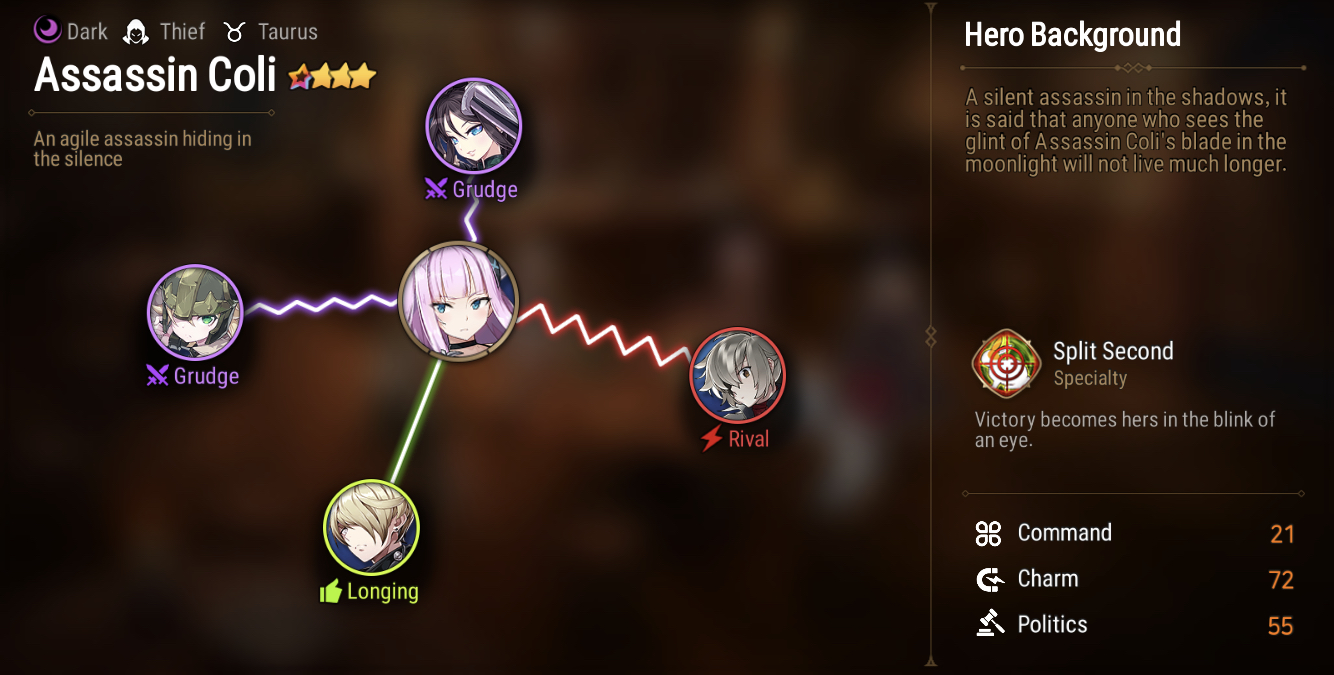 Dark Thief Taurus
Assassin Coli
An agile assassin hiding in
the silence
Grudge
Grudge
Rival
Longing
Hero Background
A silent assassin in the shadows, it
is said that anyone who sees the
glint of Assassin Coli's blade in the
moonlight will not live much longer.
Split Second
Specialty
Victory becomes hers in the blink of
an eye.
Command 21
Charm 72
Politics 55